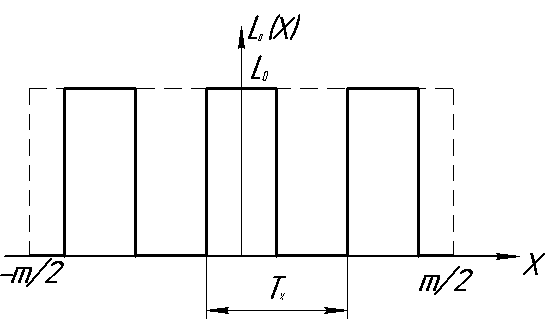 L₀(X)
L₀
-m/2
m/2
X
Tₓ